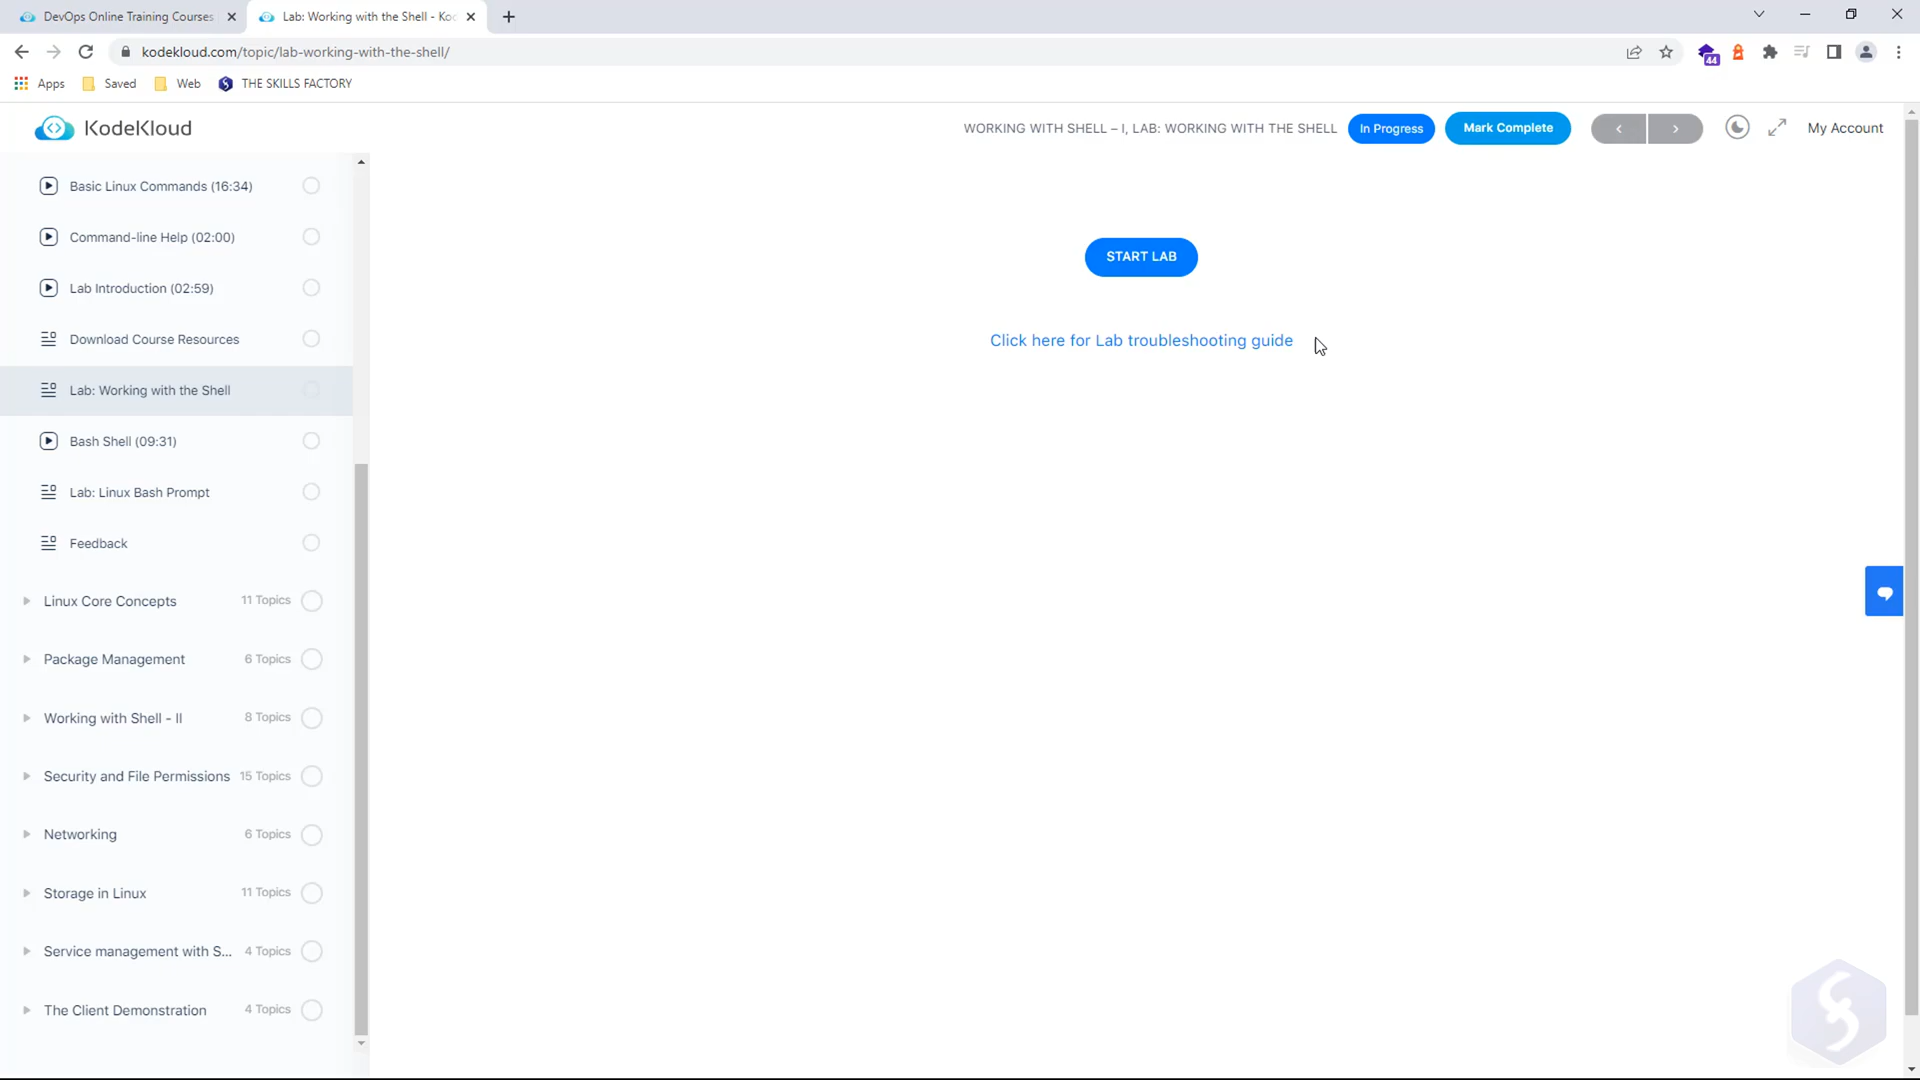 DevOps Online Training Courses
Lab: Working with the Shell - Koc
kodekloud.com/topic/lab-working-with-the-shell/
44
Apps
Saved
Web
THE SKILLS FACTORY
KodeKloud
WORKING WITH SHELL – I, LAB: WORKING WITH THE SHELL
In Progress
Mark Complete
My Account
Basic Linux Commands (16:34)
Command-line Help (02:00)
Lab Introduction (02:59)
Download Course Resources
Lab: Working with the Shell
Bash Shell (09:31)
Lab: Linux Bash Prompt
Feedback
Linux Core Concepts 11 Topics
Package Management 6 Topics
Working with Shell - II 8 Topics
Security and File Permissions 15 Topics
Networking 6 Topics
Storage in Linux 11 Topics
Service management with S... 4 Topics
The Client Demonstration 4 Topics
START LAB
Click here for Lab troubleshooting guide